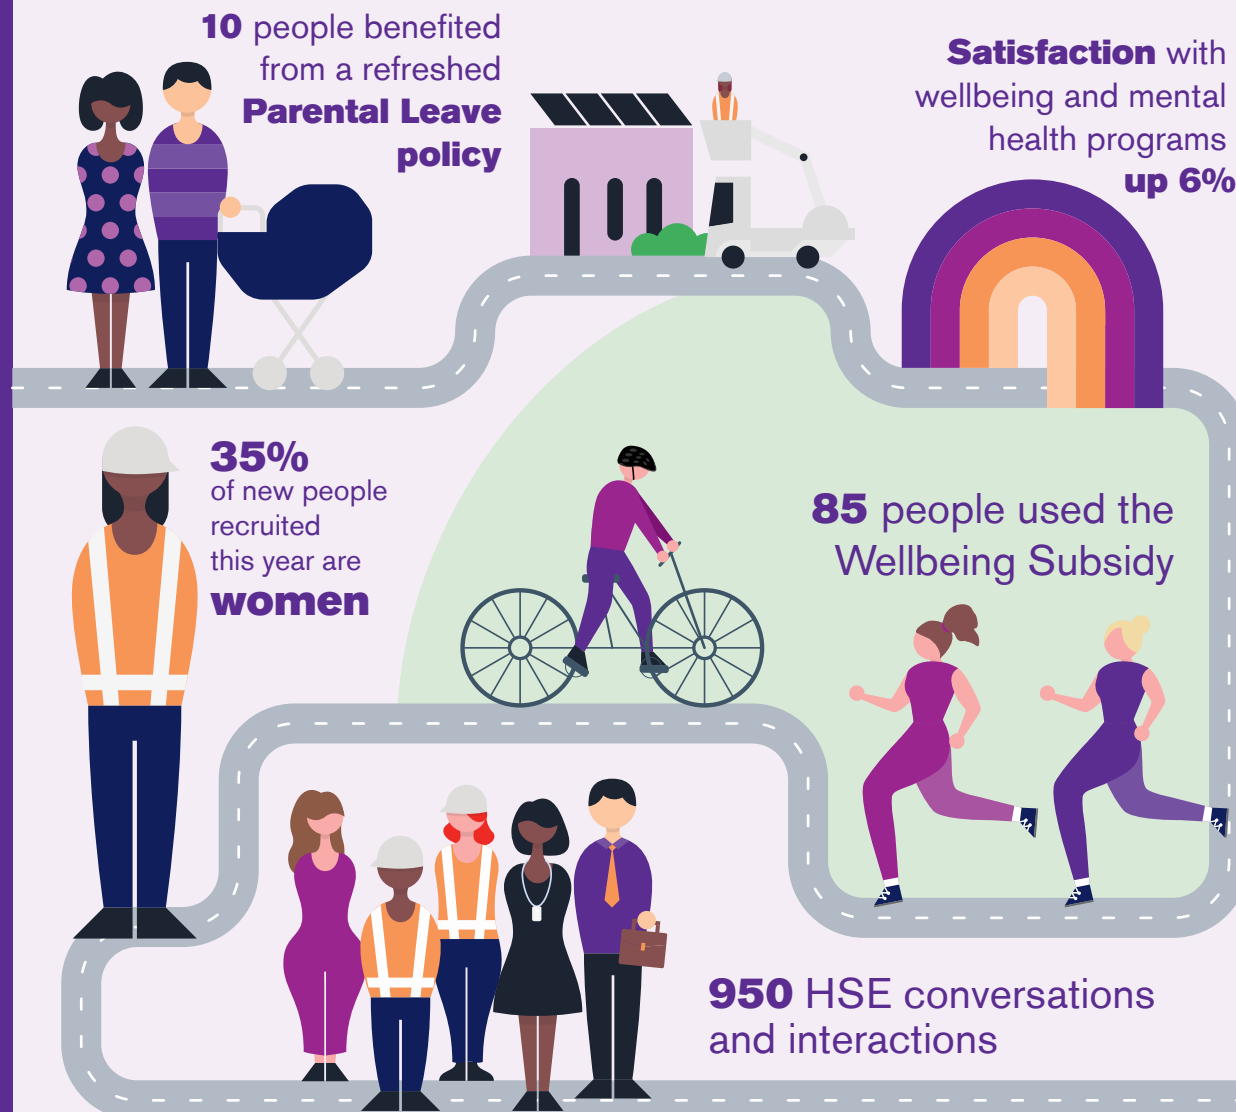 10 people benefited
from a refreshed
Parental Leave
policy
Satisfaction with
wellbeing and mental
health programs
up 6%
35%
of new people
recruited
this year are
women
85 people used the
Wellbeing Subsidy
950 HSE conversations
and interactions